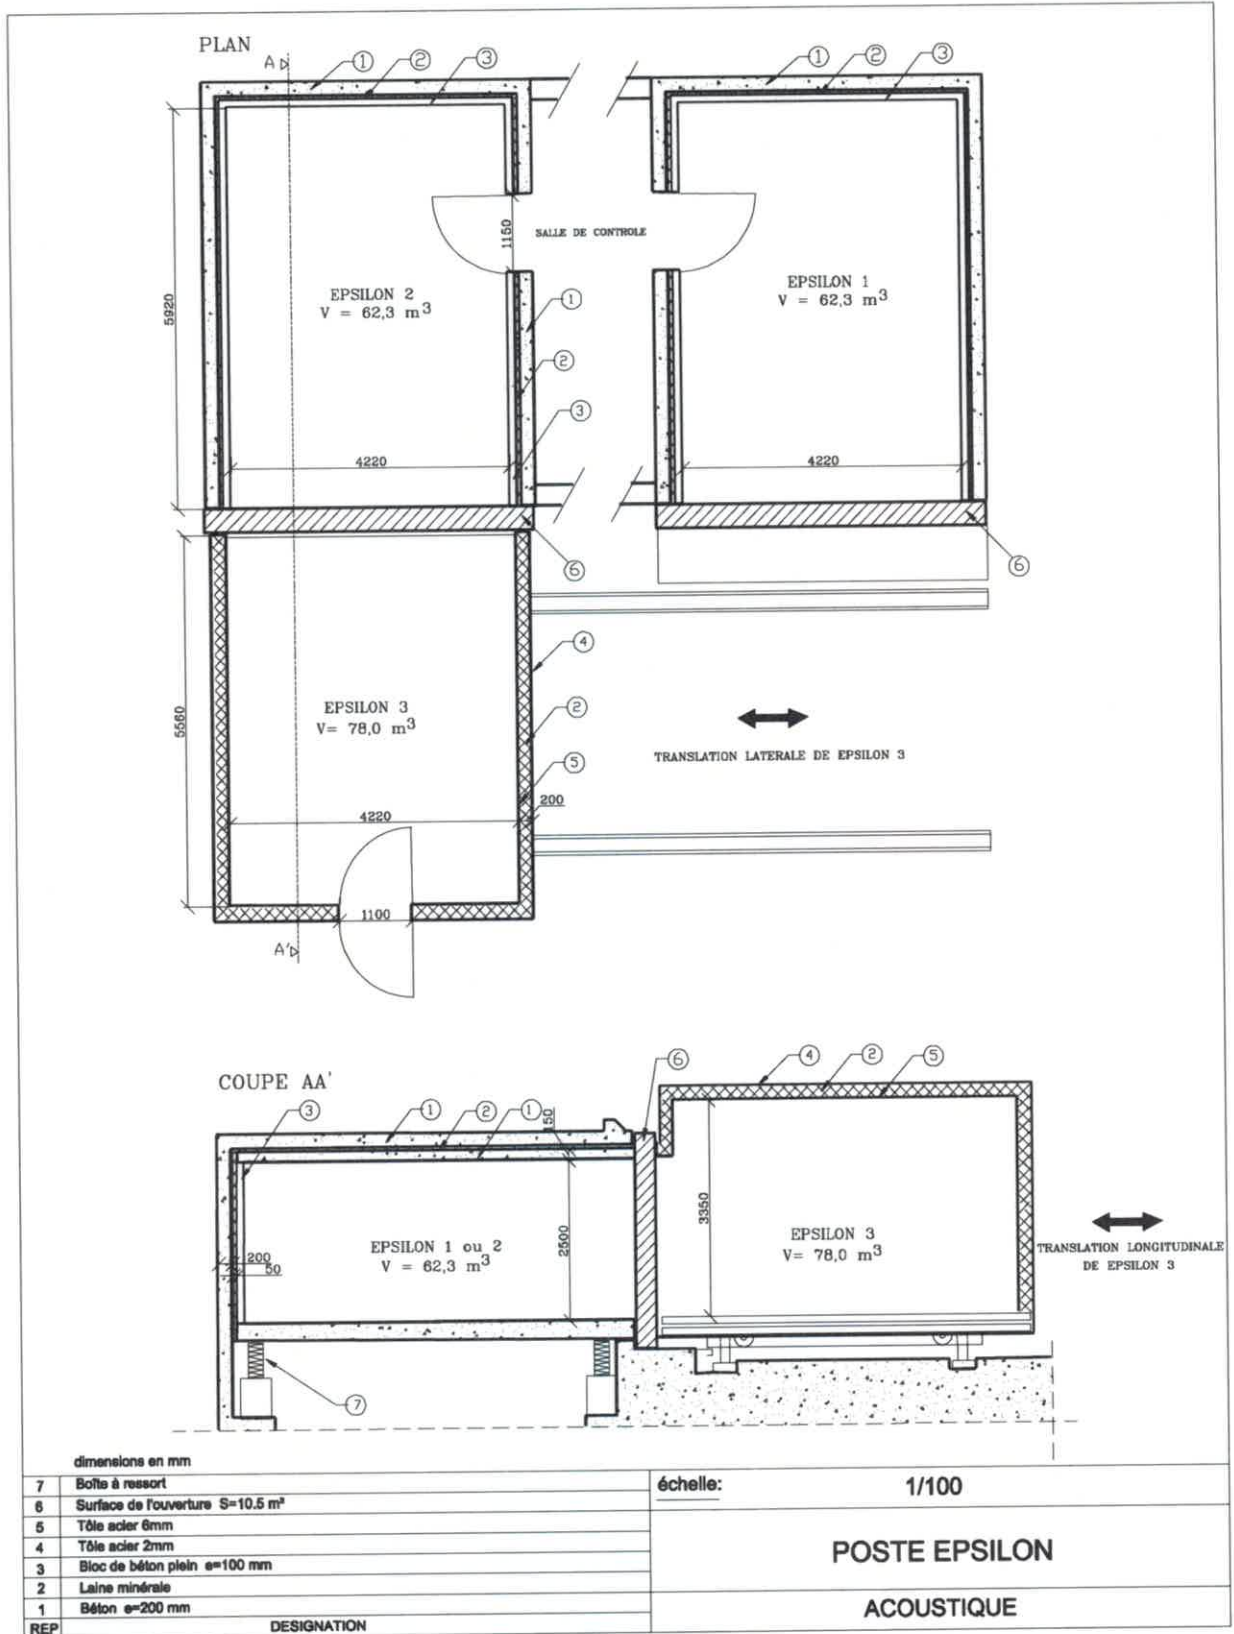 PLAN
A
1
2
3
1
2
3
5920
1150
SALLE DE CONTROLE
EPSILON 2
V = 62,3 m³
EPSILON 1
V = 62,3 m³
1
2
3
4220
4220
6
6
4
5560
EPSILON 3
V= 78,0 m³
2
TRANSLATION LATERALE DE EPSILON 3
5
200
4220
1100
A'
COUPE AA'
3
1
2
1
150
6
4
2
5
3350
2500
EPSILON 1 ou 2
V = 62,3 m³
200
50
EPSILON 3
V= 78,0 m³
TRANSLATION LONGITUDINALE
DE EPSILON 3
7
dimensions en mm
7 Boîte à ressort
6 Surface de l'ouverture S=10.5 m²
5 Tôle acier 6mm
4 Tôle acier 2mm
3 Bloc de béton plein e=100 mm
2 Laine minérale
1 Béton e=200 mm
REP DESIGNATION
échelle: 1/100
POSTE EPSILON
ACOUSTIQUE